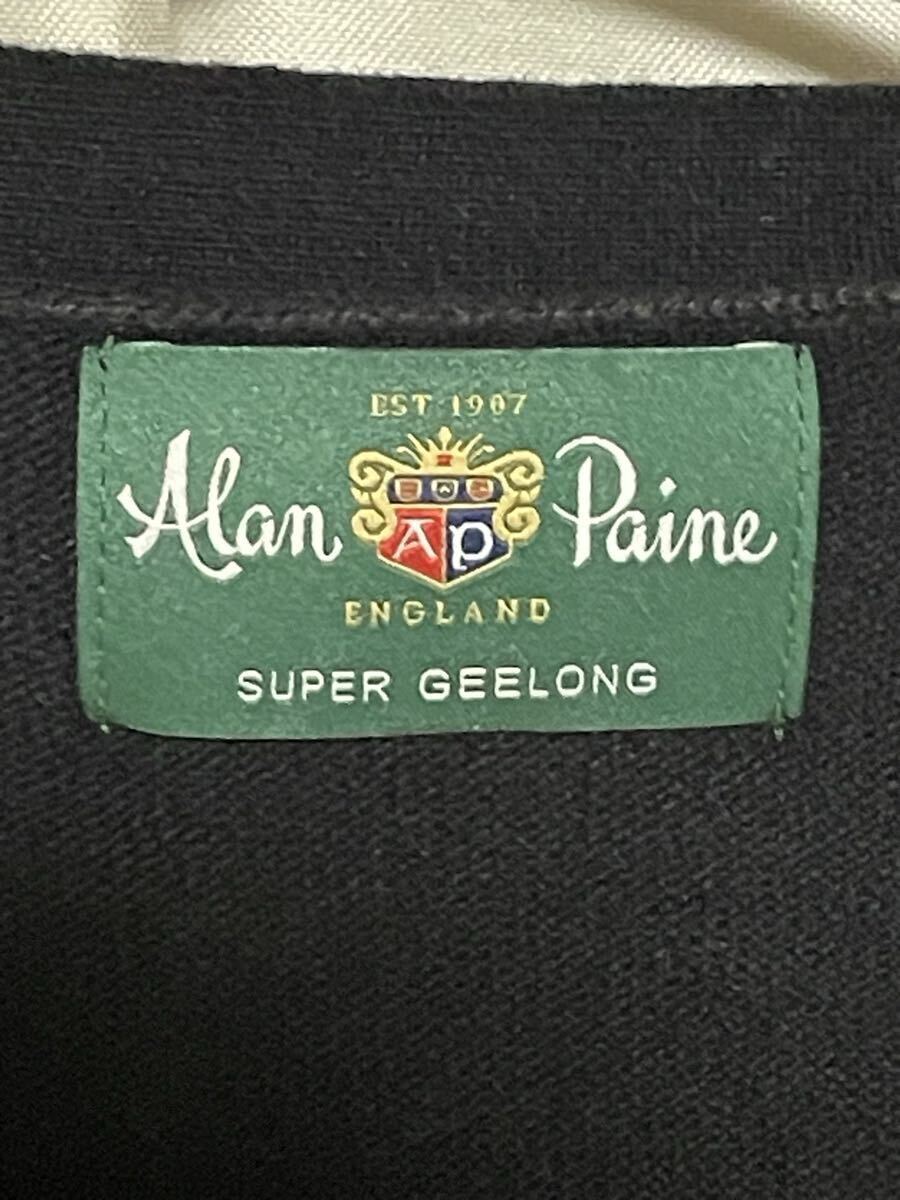 EST·1907
Alan Paine
AP
ENGLAND
SUPER GEELONG